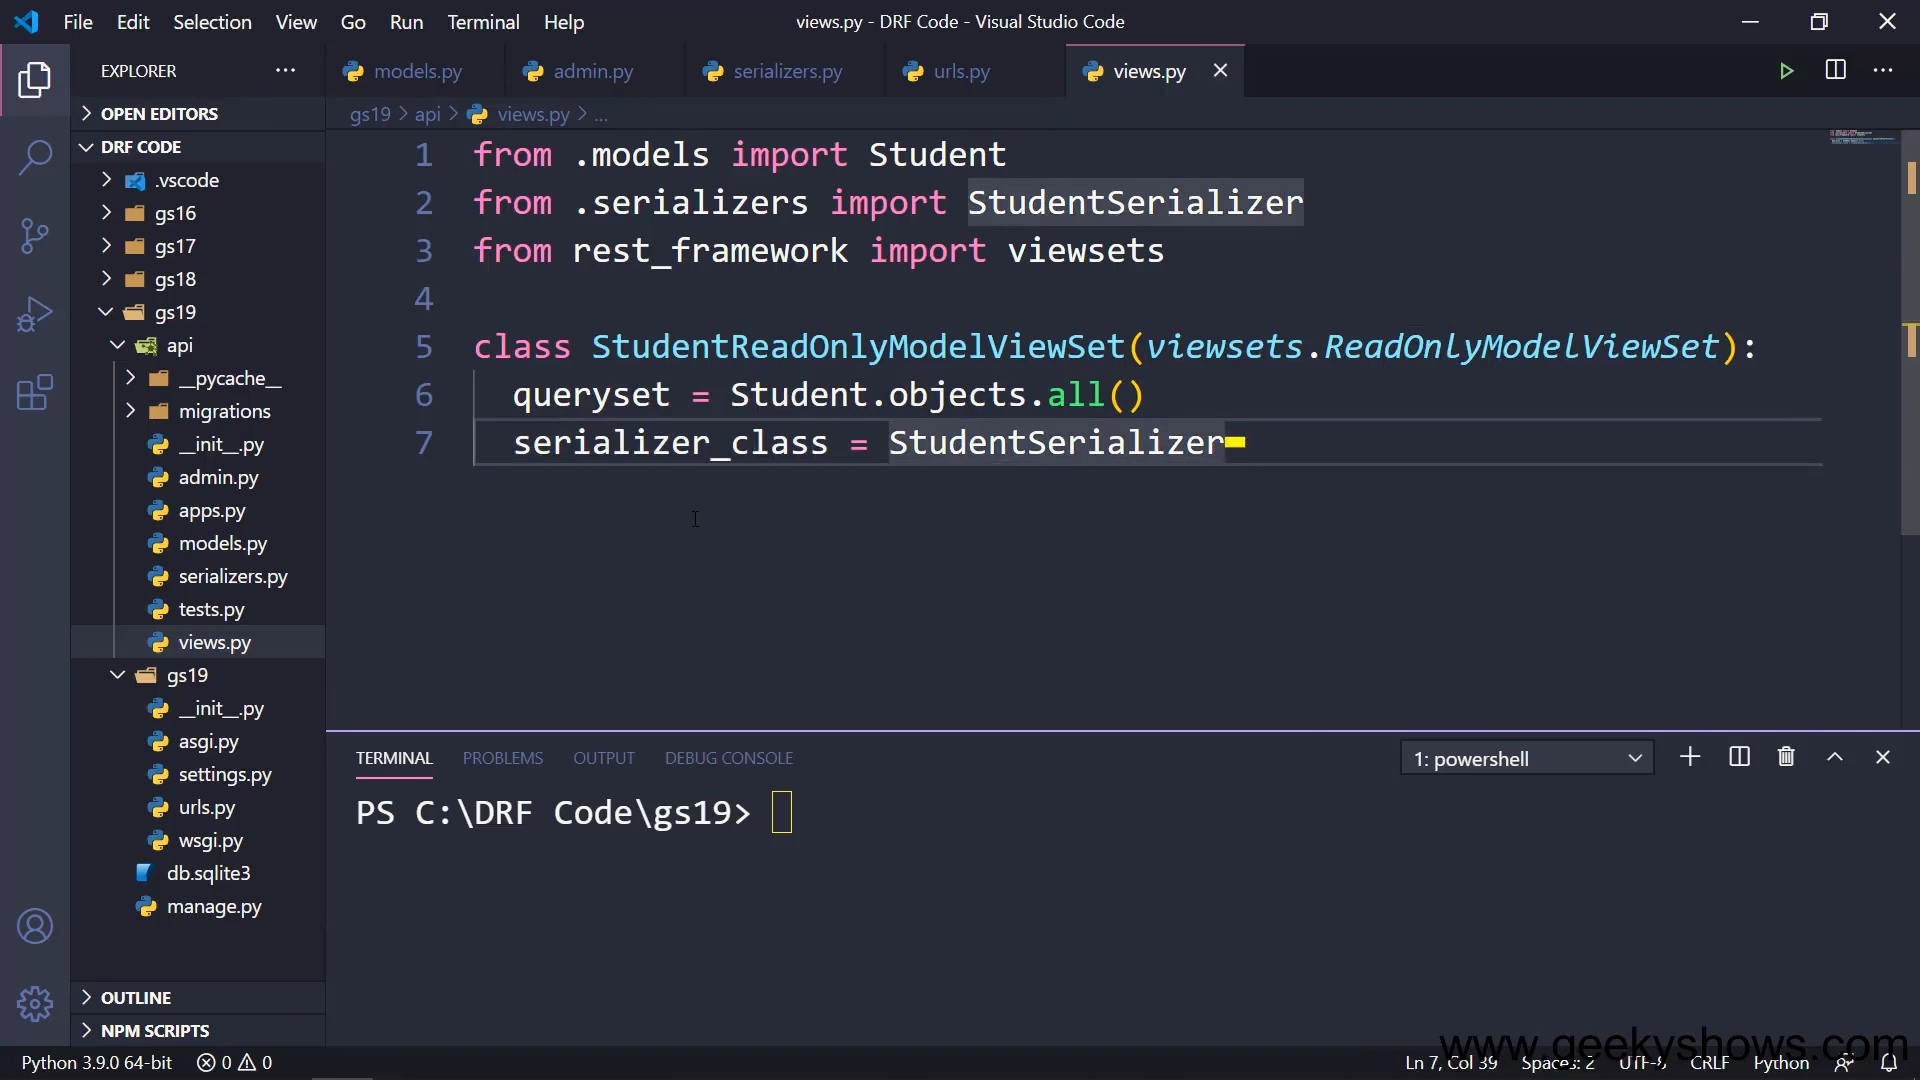 File Edit Selection View Go Run Terminal Help
views.py - DRF Code - Visual Studio Code
EXPLORER
models.py admin.py serializers.py urls.py views.py
OPEN EDITORS
gs19 > api > views.py > ...
DRF CODE
.vscode
gs16
gs17
gs18
gs19
api
__pycache__
migrations
__init__.py
admin.py
apps.py
models.py
serializers.py
tests.py
views.py
gs19
__init__.py
asgi.py
settings.py
urls.py
wsgi.py
db.sqlite3
manage.py
OUTLINE
NPM SCRIPTS
1 from .models import Student
2 from .serializers import StudentSerializer
3 from rest_framework import viewsets
4
5 class StudentReadOnlyModelViewSet(viewsets.ReadOnlyModelViewSet):
6 queryset = Student.objects.all()
7 serializer_class = StudentSerializer
TERMINAL PROBLEMS OUTPUT DEBUG CONSOLE
1: powershell
PS C:\DRF Code\gs19>
www.geekyshows.com
Python 3.9.0 64-bit 0 0
Ln 7, Col 39 Spaces: 2 UTF-8 CRLF Python